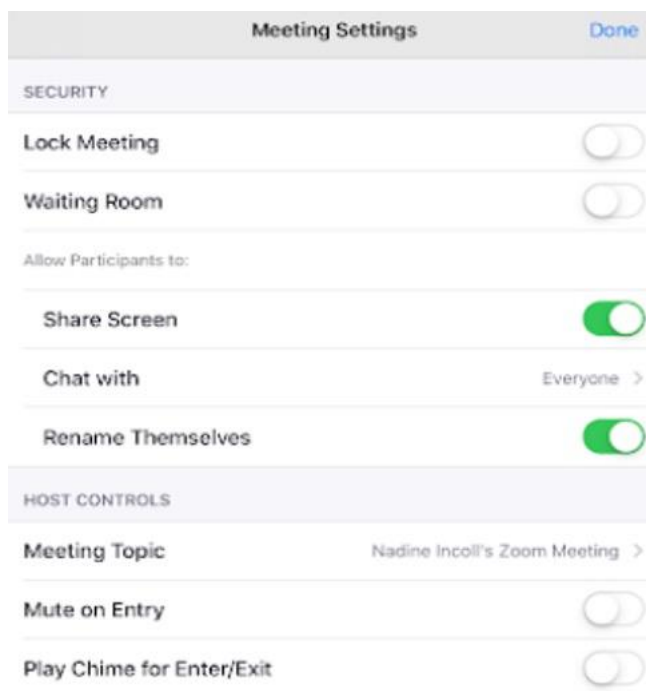 Meeting Settings Done
SECURITY
Lock Meeting
Waiting Room
Allow Participants to:
Share Screen
Chat with Everyone >
Rename Themselves
HOST CONTROLS
Meeting Topic Nadine Incoll's Zoom Meeting >
Mute on Entry
Play Chime for Enter/Exit